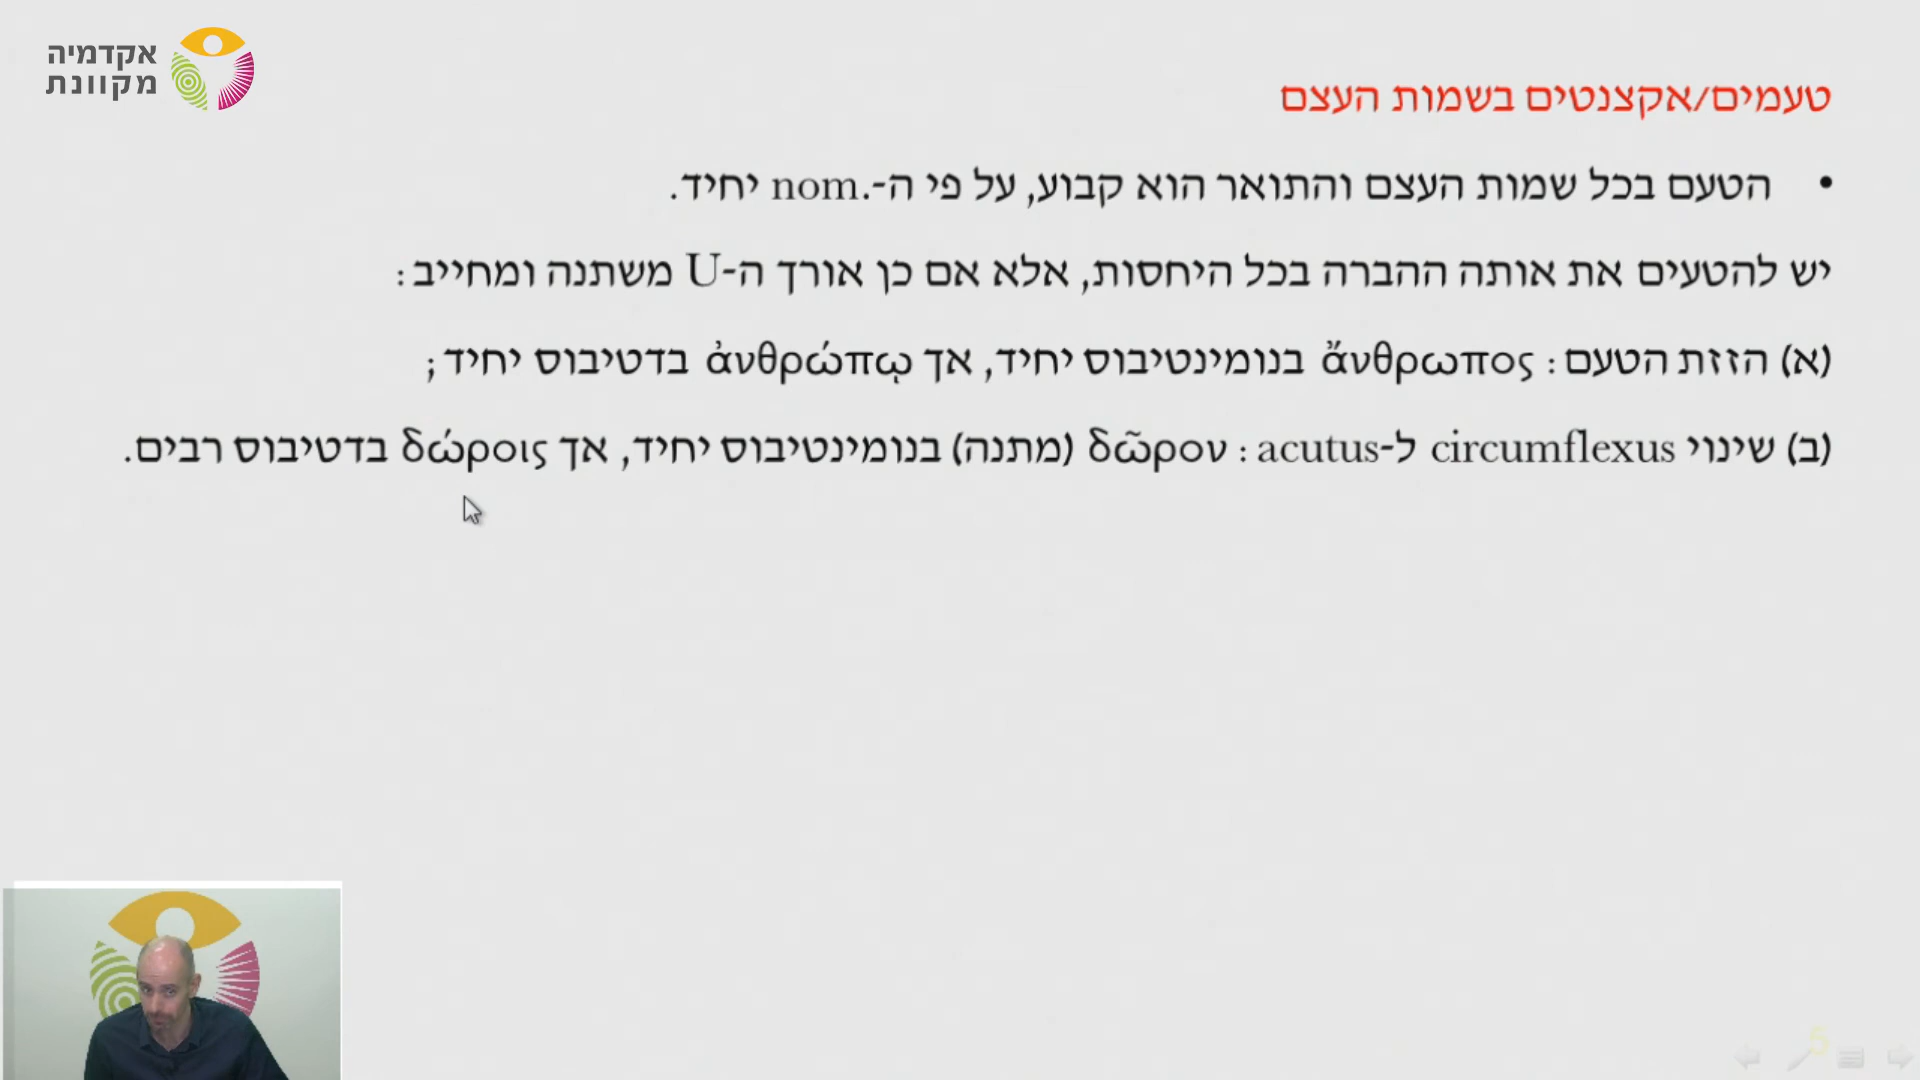 אקדמיה
מקוונת
טעמים/אקצנטים בשמות העצם
• הטעם בכל שמות העצם והתואר הוא קבוע, על פי ה-.nom יחיד.
יש להטעים את אותה ההברה בכל היחסות, אלא אם כן אורך ה-U משתנה ומחייב:
(א) הזזת הטעם: ἄνθρωπος בנומינטיבוס יחיד, אך ἀνθρώπῳ בדטיבוס יחיד;
(ב) שינוי circumflexus ל-acutus: δῶρον (מתנה) בנומינטיבוס יחיד, אך δώροις בדטיבוס רבים.
5